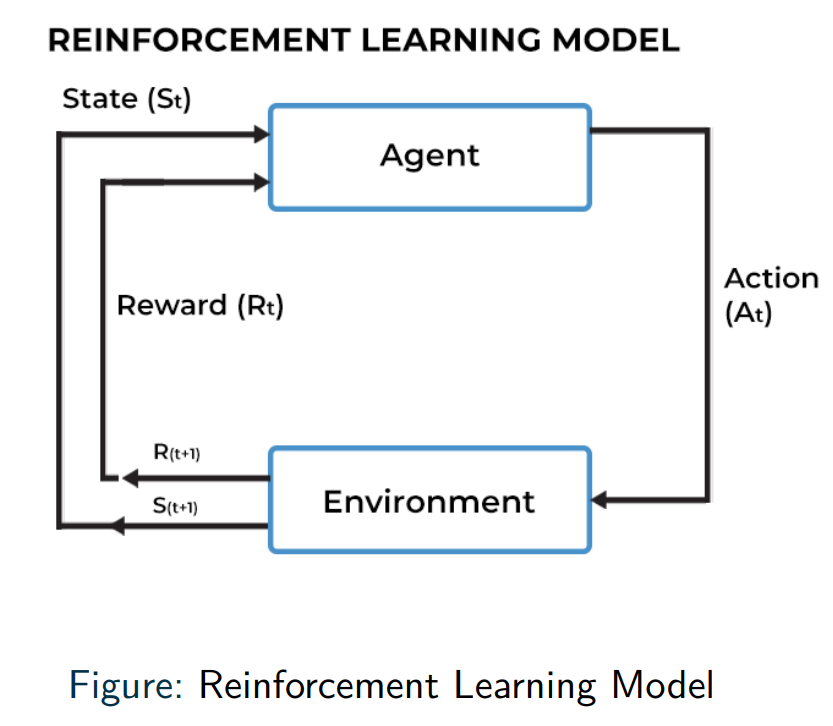 REINFORCEMENT LEARNING MODEL
State (St)
Agent
Action
(At)
Reward (Rt)
R(t+1)
S(t+1)
Environment
Figure: Reinforcement Learning Model